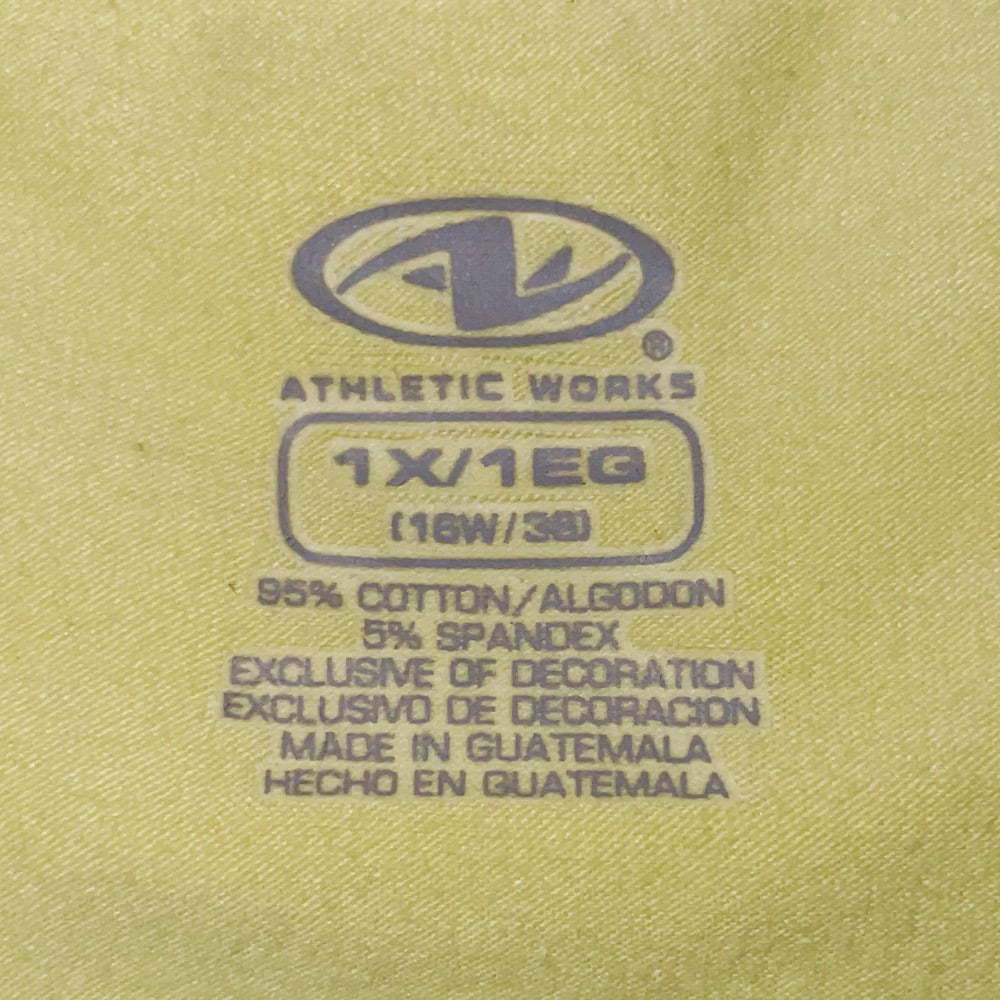 AW
®
ATHLETIC WORKS
1X/1EG
(16W/38)
95% COTTON/ALGODON
5% SPANDEX
EXCLUSIVE OF DECORATION
EXCLUSIVO DE DECORACION
MADE IN GUATEMALA
HECHO EN GUATEMALA